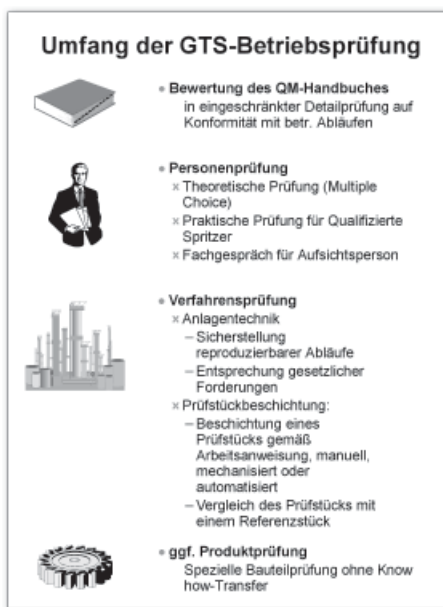 Umfang der GTS-Betriebsprüfung
• Bewertung des QM-Handbuches
in eingeschränkter Detailprüfung auf
Konformität mit betr. Abläufen
• Personenprüfung
× Theoretische Prüfung (Multiple
Choice)
× Praktische Prüfung für Qualifizierte
Spritzer
× Fachgespräch für Aufsichtsperson
• Verfahrensprüfung
× Anlagentechnik
– Sicherstellung
reproduzierbarer Abläufe
– Entsprechung gesetzlicher
Forderungen
× Prüfstückbeschichtung:
– Beschichtung eines
Prüfstücks gemäß
Arbeitsanweisung, manuell,
mechanisiert oder
automatisiert
– Vergleich des Prüfstücks mit
einem Referenzstück
• ggf. Produktprüfung
Spezielle Bauteilprüfung ohne Know
how-Transfer